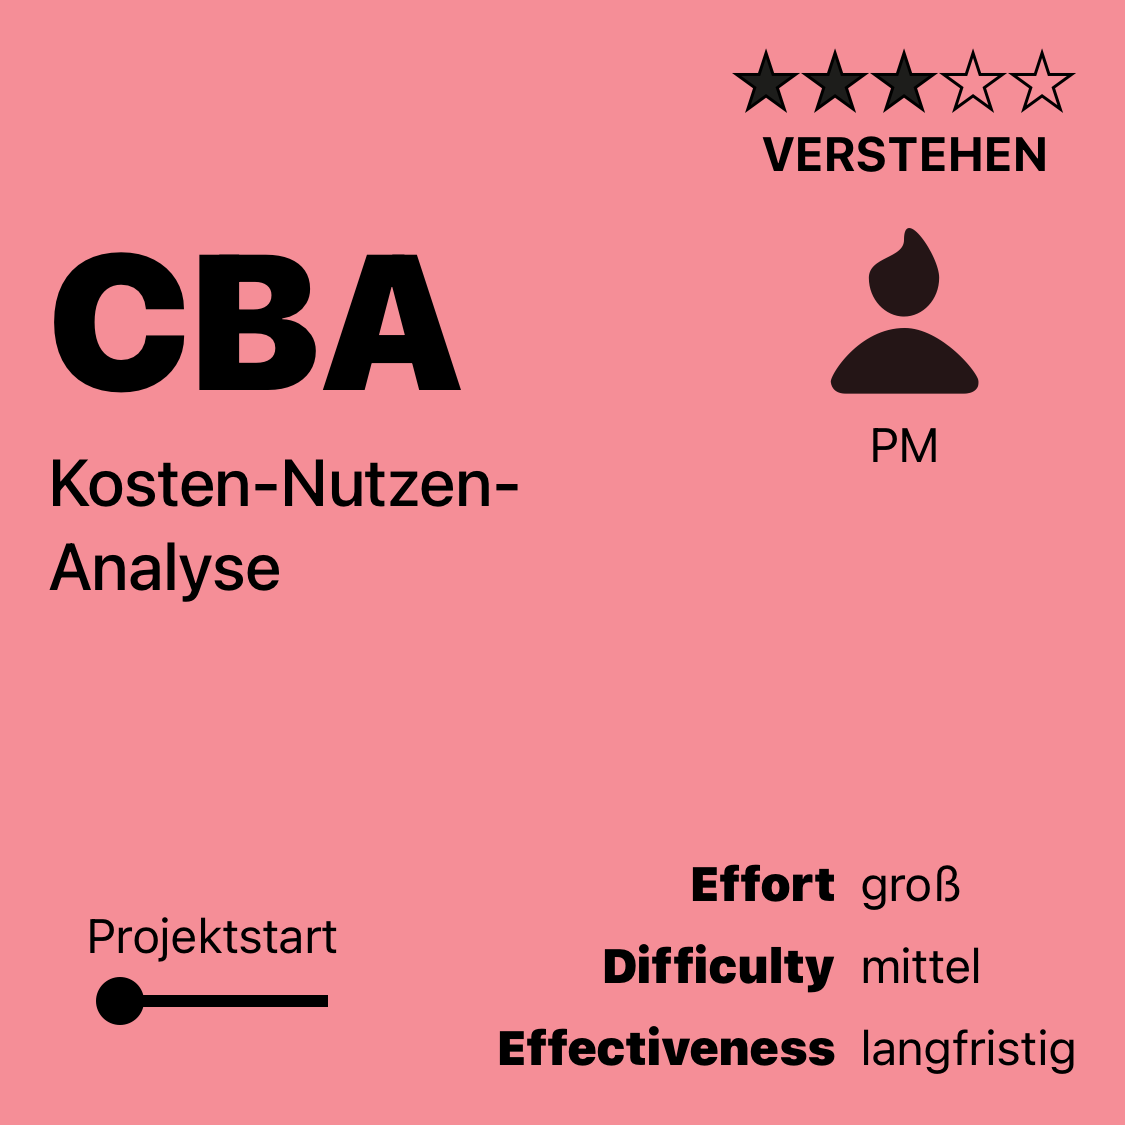 ★★★☆☆
VERSTEHEN
CBA
Kosten-Nutzen-
Analyse
PM
Projektstart
Effort groß
Difficulty mittel
Effectiveness langfristig